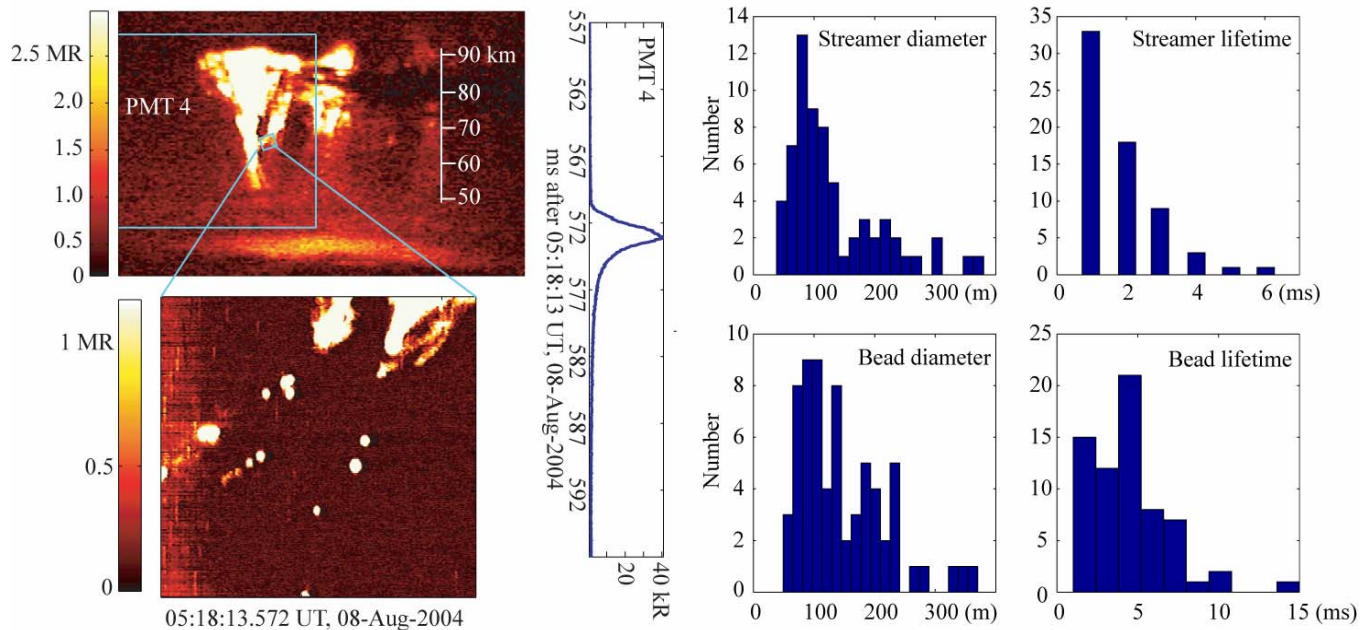 2.5 MR
2.0
1.5
1.0
0.5
0
PMT 4
90 km
80
70
60
50
1 MR
0.5
0
05:18:13.572 UT, 08-Aug-2004
557
562
567
572
577
582
587
592
ms after 05:18:13 UT, 08-Aug-2004
PMT 4
20
40 kR
Streamer diameter
Number
14
12
10
8
6
4
2
0
0 100 200 300 (m)
Streamer lifetime
35
30
25
20
15
10
5
0
0 2 4 6 (ms)
Bead diameter
Number
10
8
6
4
2
0
0 100 200 300 (m)
Bead lifetime
25
20
15
10
5
0
0 5 10 15 (ms)